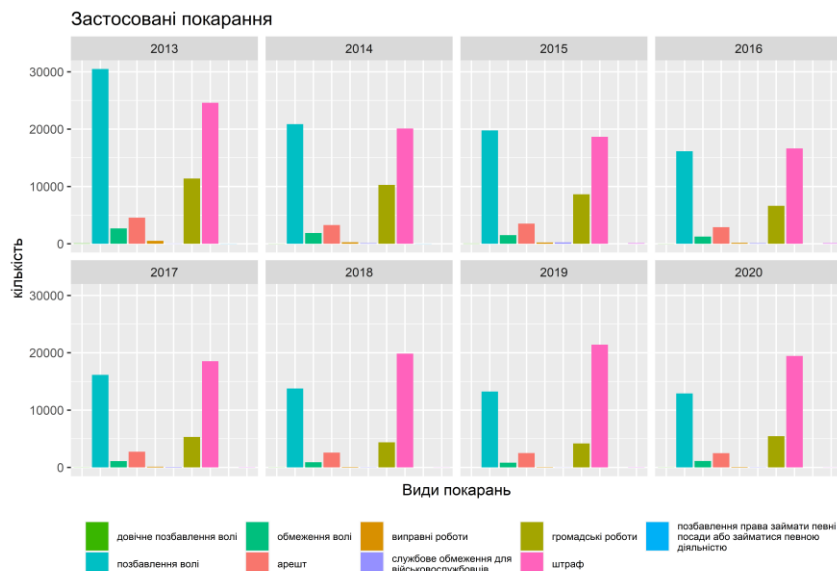 Застосовані покарання
2013
2014
2015
2016
30000
20000
10000
0
2017
2018
2019
2020
30000
20000
10000
0
кількість
Види покарань
довічне позбавлення волі
обмеження волі
виправні роботи
громадські роботи
позбавлення права займати певні
посади або займатися певною
діяльністю
позбавлення волі
арешт
службове обмеження для
військовослужбовців
штраф